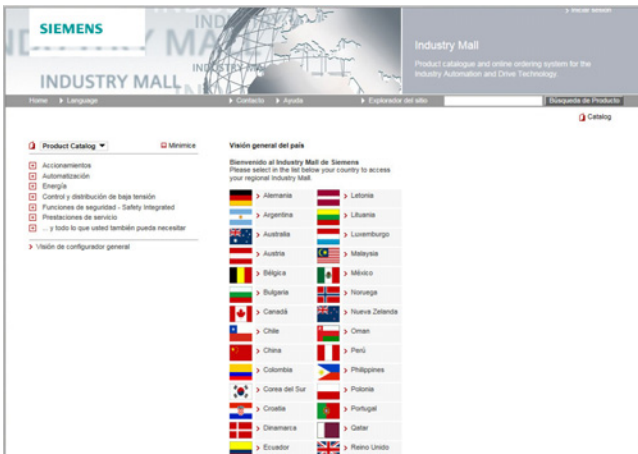 > Iniciar sesión
SIEMENS
INDUSTRY MALL
Industry Mall
Product catalogue and online ordering system for the
Industry Automation and Drive Technology.
Home > Language > Contacto > Ayuda > Explorador del sitio Búsqueda de Producto
Catalog
Product Catalog Minimice
Accionamientos
Automatización
Energía
Control y distribución de baja tensión
Funciones de seguridad - Safety Integrated
Prestaciones de servicio
... y todo lo que usted también pueda necesitar
> Visión de configurador general
Visión general del país
Bienvenido al Industry Mall de Siemens
Please select in the list below your country to access
your regional Industry Mall.
> Alemania > Letonia
> Argentina > Lituania
> Australia > Luxemburgo
> Austria > Malaysia
> Bélgica > México
> Bulgaria > Noruega
> Canadá > Nueva Zelanda
> Chile > Oman
> China > Perú
> Colombia > Philippines
> Corea del Sur > Polonia
> Croatia > Portugal
> Dinamarca > Qatar
> Ecuador > Reino Unido